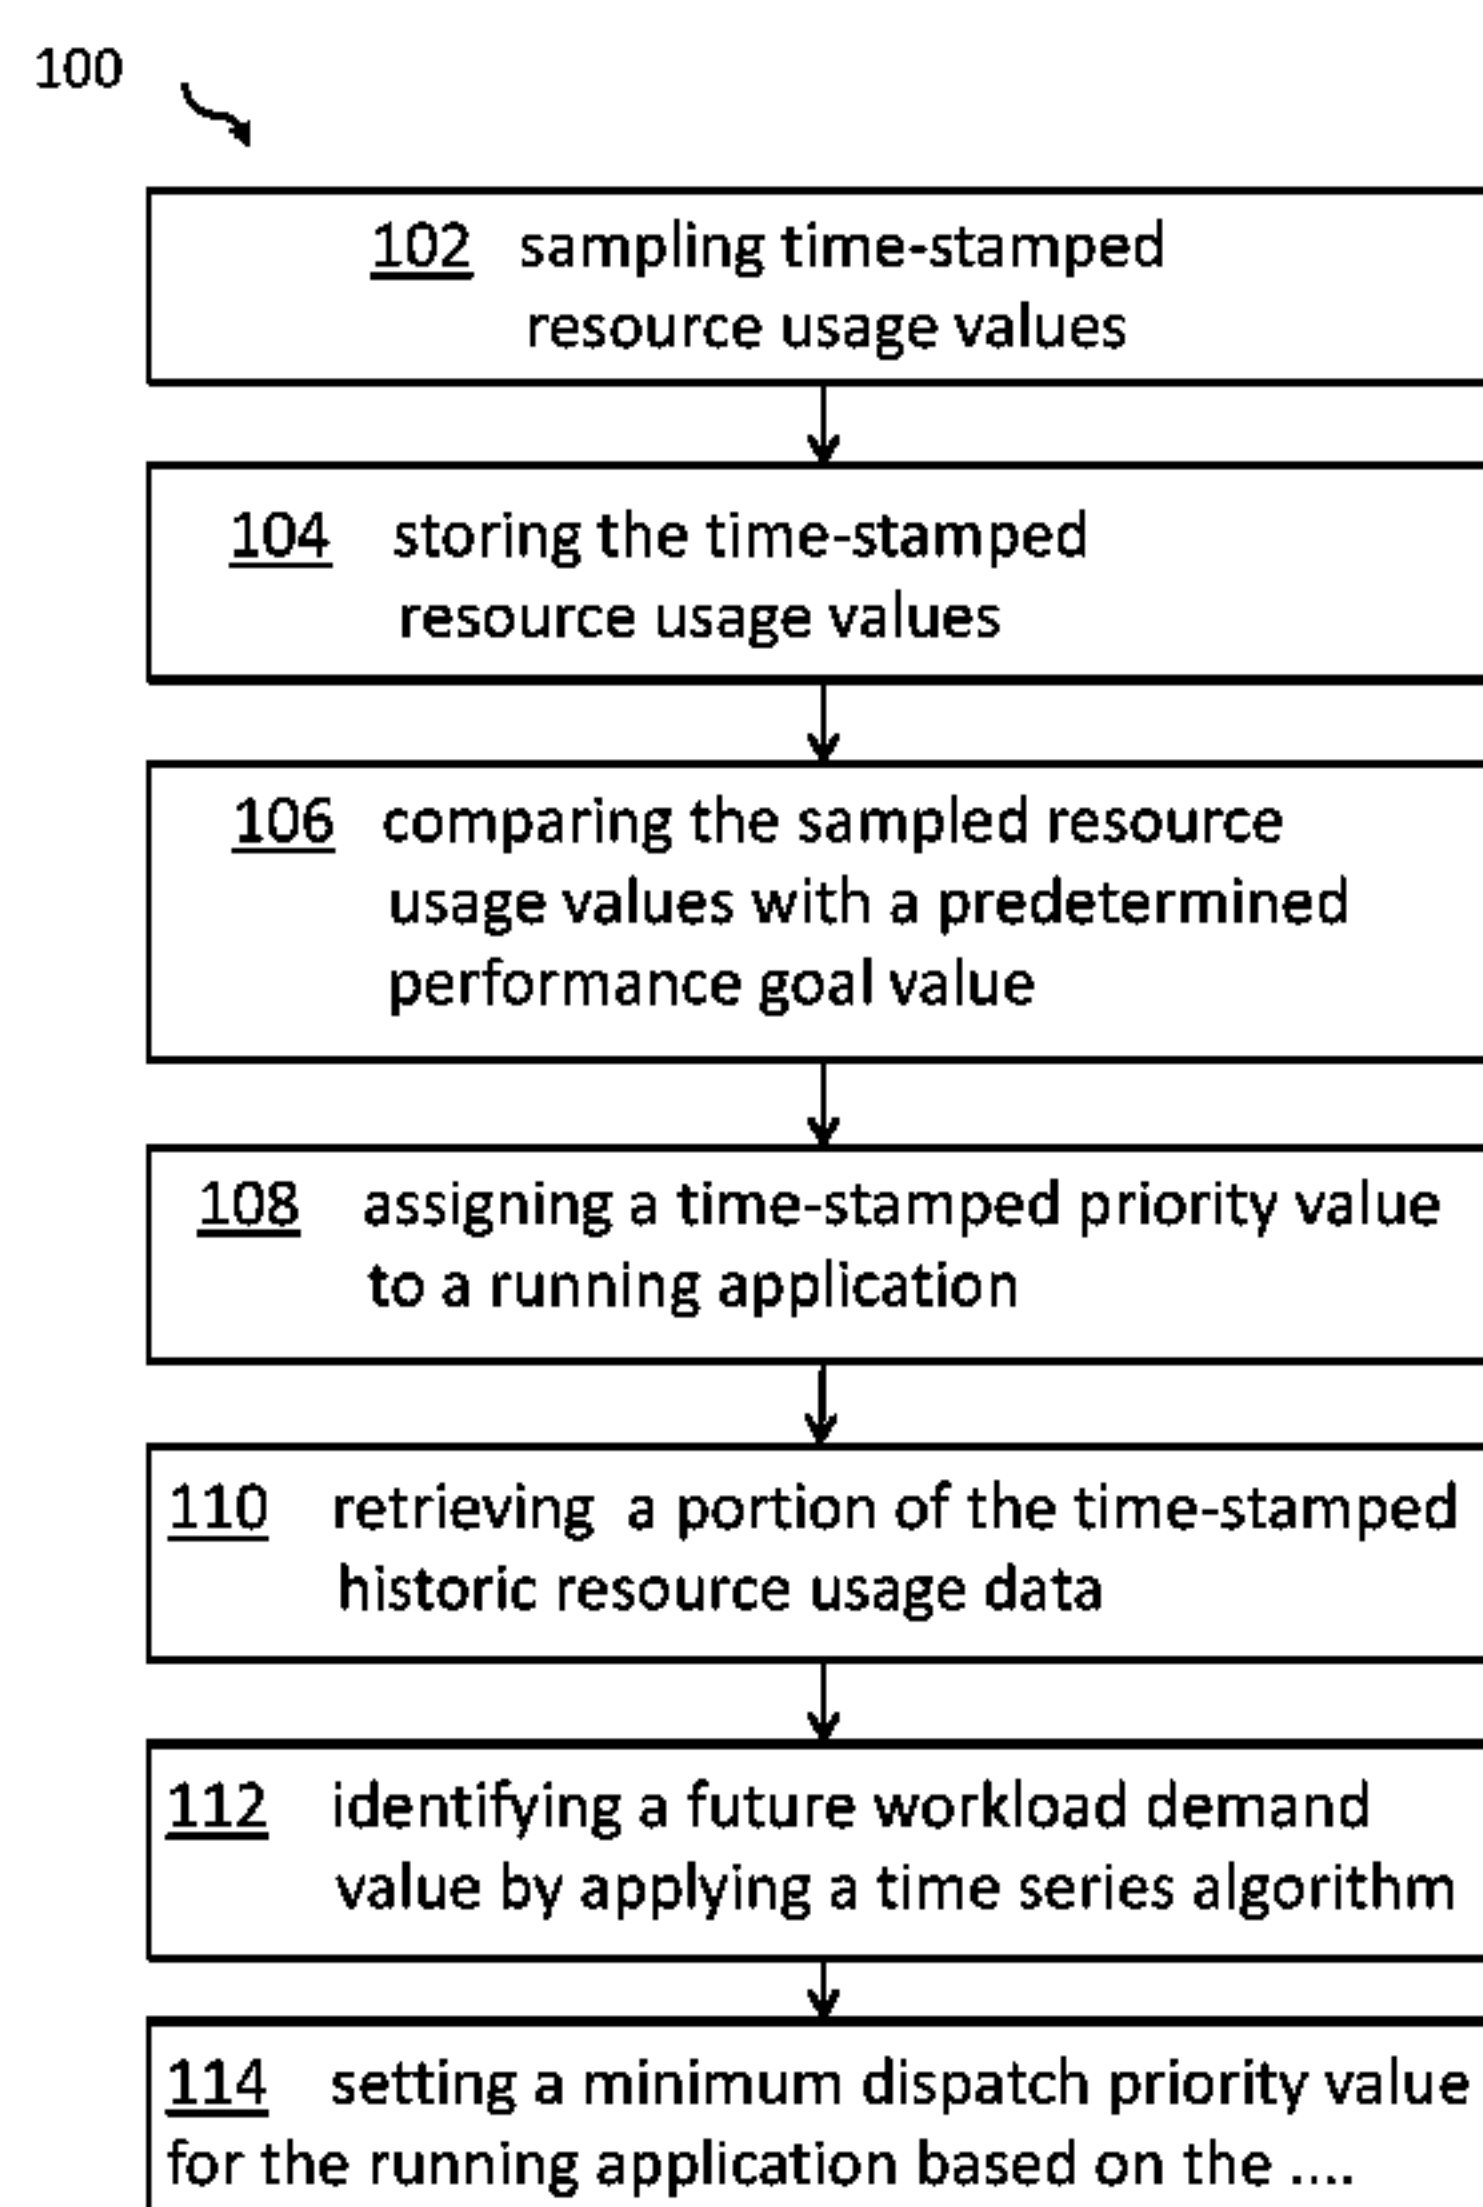 100
102 sampling time-stamped
resource usage values
104 storing the time-stamped
resource usage values
106 comparing the sampled resource
usage values with a predetermined
performance goal value
108 assigning a time-stamped priority value
to a running application
110 retrieving a portion of the time-stamped
historic resource usage data
112 identifying a future workload demand
value by applying a time series algorithm
114 setting a minimum dispatch priority value
for the running application based on the ....